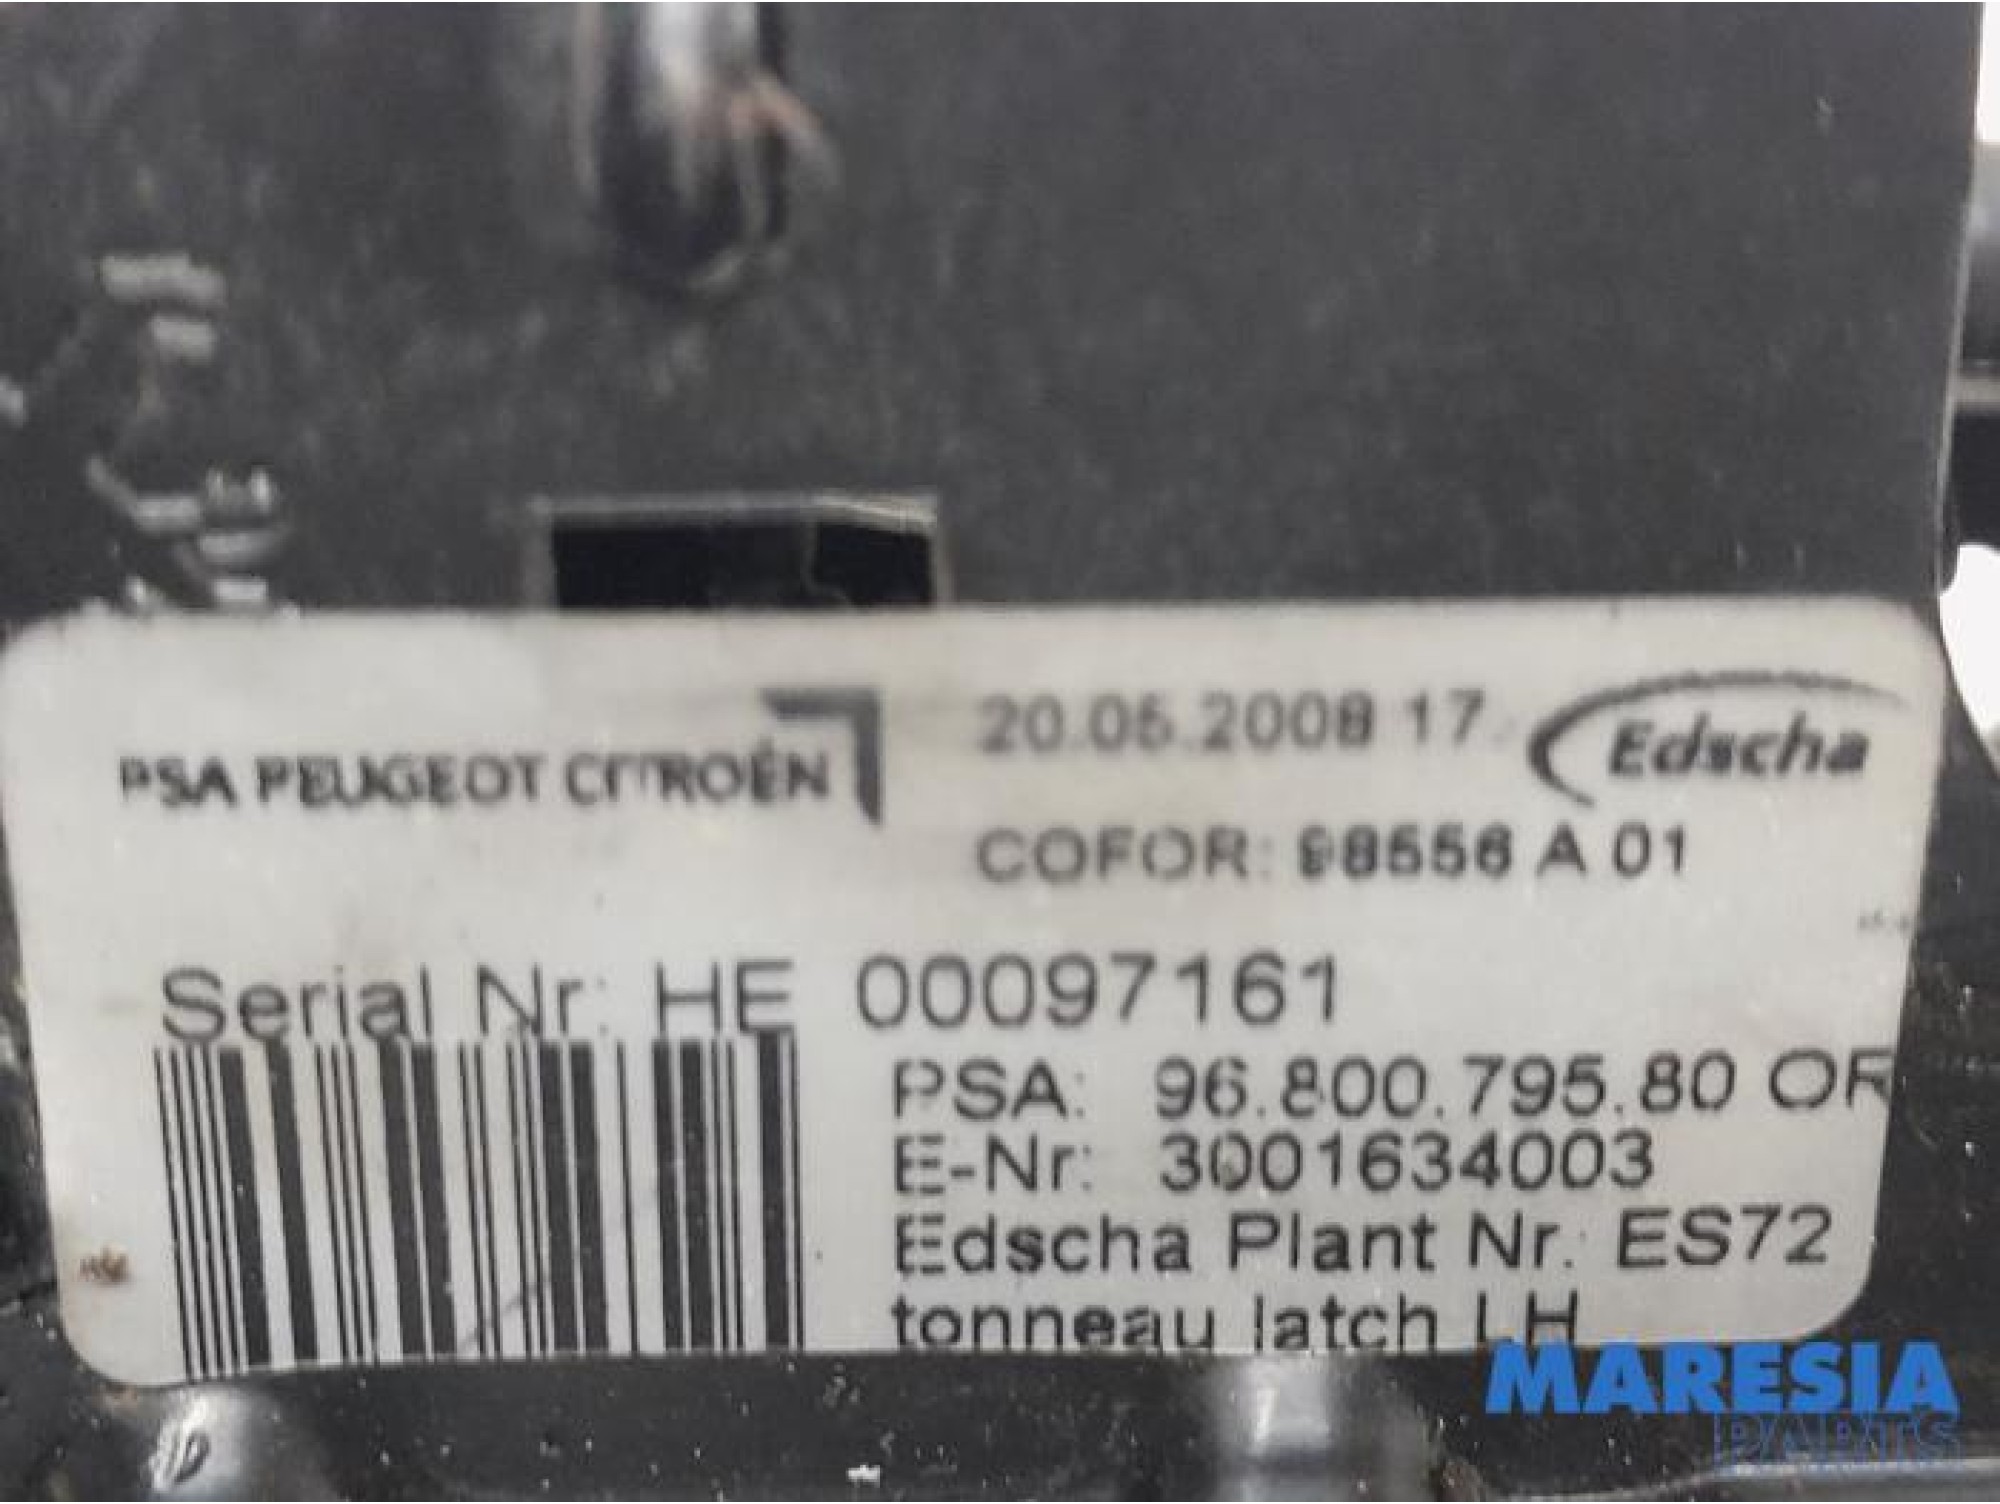 PSA PEUGEOT CITROËN
20.05.2008 17.
Edscha
COFOR: 98556 A 01
Serial Nr: HE 00097161
PSA: 96.800.795.80 OR
E-Nr: 3001634003
Edscha Plant Nr: ES72
tonneau latch LH
MARESIA
PARTS